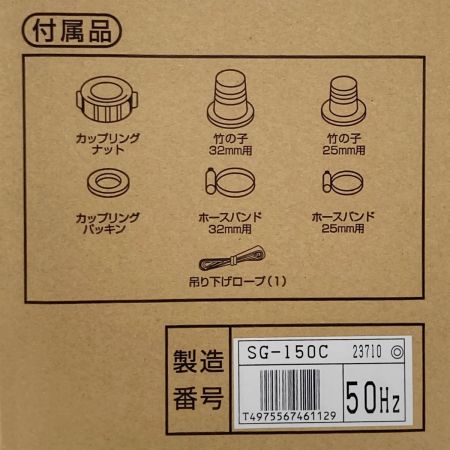 付属品
カップリング
ナット
竹の子
32mm用
竹の子
25mm用
カップリング
パッキン
ホースバンド
32mm用
ホースバンド
25mm用
吊り下げロープ(1)
製造
番号
SG-150C 23710 ◎
T4975567461129
50Hz